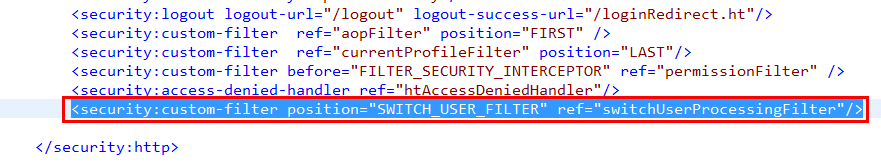 <security:logout logout-url="/logout" logout-success-url="/loginRedirect.ht"/>
<security:custom-filter  ref="aopFilter" position="FIRST" />
<security:custom-filter  ref="currentProfileFilter" position="LAST"/>
<security:custom-filter before="FILTER_SECURITY_INTERCEPTOR" ref="permissionFilter" />
<security:access-denied-handler ref="htAccessDeniedHandler"/>
<security:custom-filter position="SWITCH_USER_FILTER" ref="switchUserProcessingFilter"/>
</security:http>